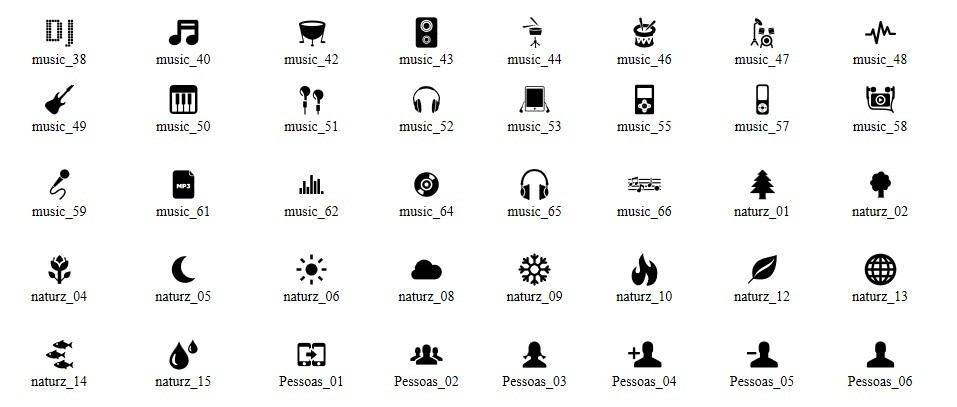 DJ
music_38 music_40 music_42 music_43 music_44 music_46 music_47 music_48
music_49 music_50 music_51 music_52 music_53 music_55 music_57 music_58
MP3
music_59 music_61 music_62 music_64 music_65 music_66 naturz_01 naturz_02
naturz_04 naturz_05 naturz_06 naturz_08 naturz_09 naturz_10 naturz_12 naturz_13
naturz_14 naturz_15 Pessoas_01 Pessoas_02 Pessoas_03 Pessoas_04 Pessoas_05 Pessoas_06